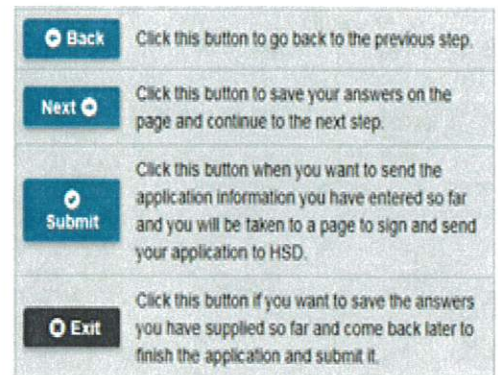 Back
Click this button to go back to the previous step.
Next
Click this button to save your answers on the
page and continue to the next step.
Submit
Click this button when you want to send the
application information you have entered so far
and you will be taken to a page to sign and send
your application to HSD.
Exit
Click this button if you want to save the answers
you have supplied so far and come back later to
finish the application and submit it.